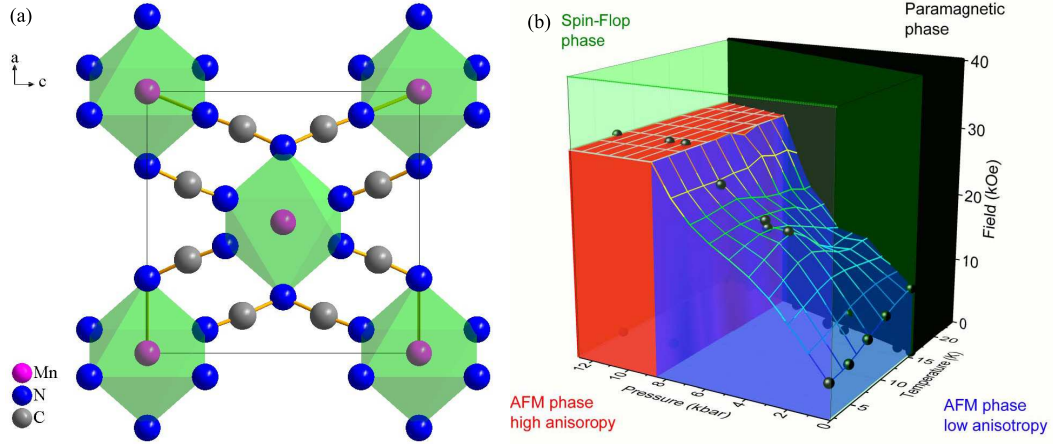 (a)
a
c
Mn
N
C
(b)
Spin-Flop
phase
Paramagnetic
phase
40
30
20
10
0
Field (kOe)
20
15
10
5
0
Temperature (K)
12
10
8
6
4
2
0
Pressure (kbar)
AFM phase
high anisoropy
AFM phase
low anisotropy